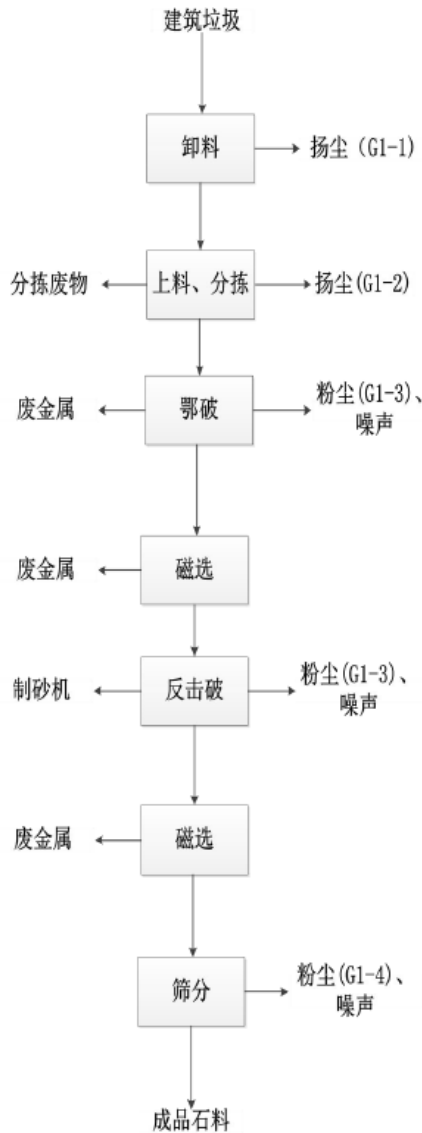 建筑垃圾
卸料
扬尘（G1-1)
分拣废物
上料、分拣
扬尘(G1-2)
废金属
鄂破
粉尘(G1-3)、
噪声
废金属
磁选
制砂机
反击破
粉尘(G1-3)、
噪声
废金属
磁选
筛分
粉尘(G1-4)、
噪声
成品石料